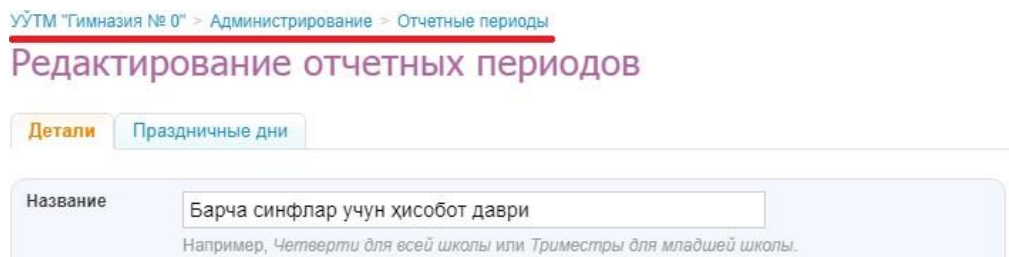 УЎТМ "Гимназия № 0" > Администрирование > Отчетные периоды
Редактирование отчетных периодов
Детали Праздничные дни
Название Барча синфлар учун ҳисобот даври
Например, Четверти для всей школы или Триместры для младшей школы.